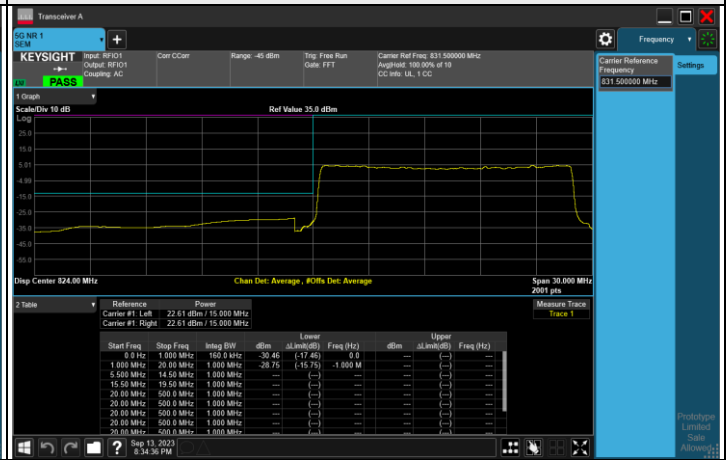 Transceiver A
5G NR 1
SEM
Frequency
KEYSIGHT
Input: RFIO1
Output: RFIO1
Coupling: AC
Corr CCorr
Range: -45 dBm
Trig: Free Run
Gate: FFT
Carrier Ref Freq: 831.500000 MHz
Avg|Hold: 100.00% of 10
CC Info: UL, 1 CC
PASS
Carrier Reference
Frequency
831.500000 MHz
Settings
1 Graph
Scale/Div 10 dB
Ref Value 35.0 dBm
Log
25.0
15.0
5.01
-4.99
-15.0
-25.0
-35.0
-45.0
-55.0
Disp Center 824.00 MHz
Chan Det: Average , #Offs Det: Average
Span 30.000 MHz
2001 pts
2 Table
Reference Power
Carrier #1: Left 22.61 dBm / 15.000 MHz
Carrier #1: Right 22.61 dBm / 15.000 MHz
Measure Trace
Trace 1
Lower Upper
Start Freq Stop Freq Integ BW dBm ΔLimit(dB) Freq (Hz) dBm ΔLimit(dB) Freq (Hz)
0.0 Hz 1.000 MHz 160.0 kHz -30.46 (-17.46) 0.0 --- (---) ---
1.000 MHz 20.00 MHz 1.000 MHz -28.75 (-15.75) -1.000 M --- (---) ---
5.500 MHz 14.50 MHz 1.000 MHz --- (---) --- --- (---) ---
15.50 MHz 19.50 MHz 1.000 MHz --- (---) --- --- (---) ---
20.00 MHz 500.0 MHz 1.000 MHz --- (---) --- --- (---) ---
20.00 MHz 500.0 MHz 1.000 MHz --- (---) --- --- (---) ---
20.00 MHz 500.0 MHz 1.000 MHz --- (---) --- --- (---) ---
20.00 MHz 500.0 MHz 1.000 MHz --- (---) --- --- (---) ---
20.00 MHz 500.0 MHz 1.000 MHz --- (---) --- --- (---) ---
Prototype
Limited
Sale
Allowed
Sep 13, 2023
8:34:36 PM